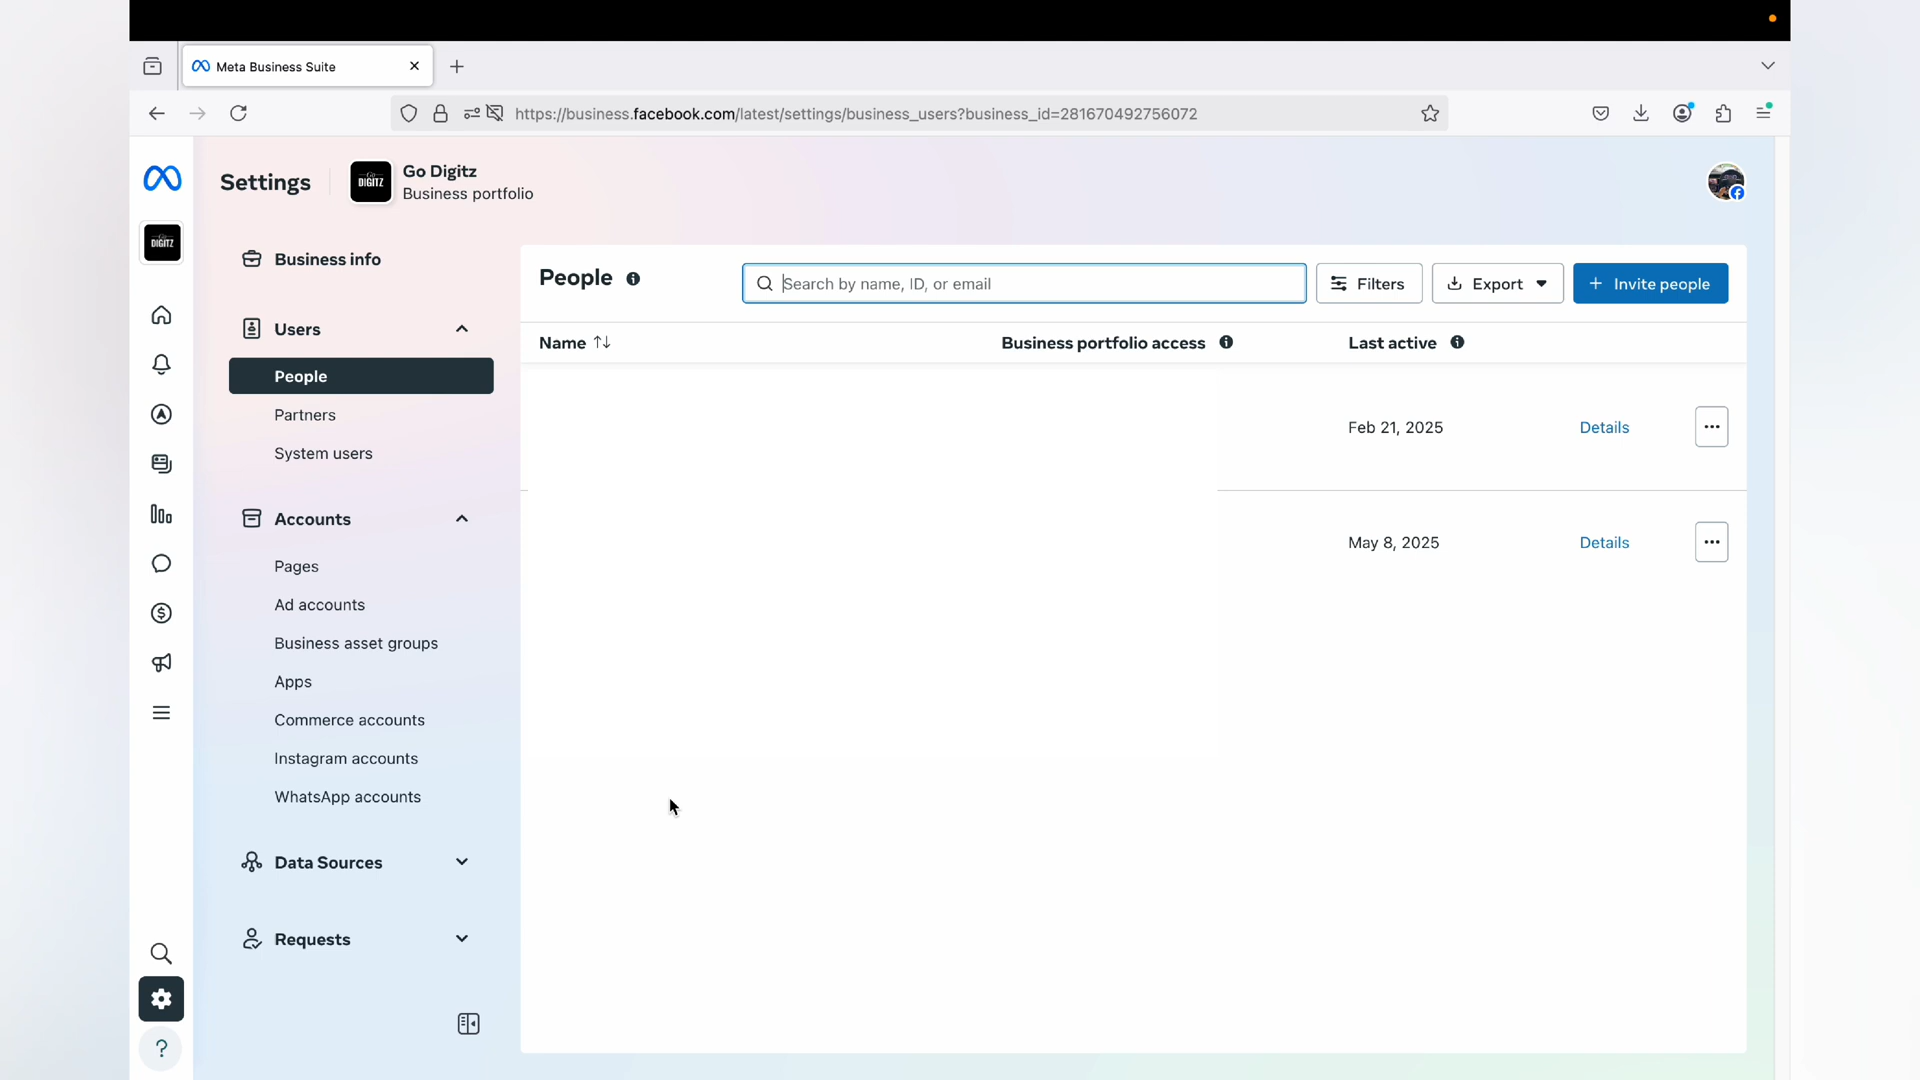 Meta Business Suite
https://business.facebook.com/latest/settings/business_users?business_id=281670492756072
Settings
Go DIGITZ
Go Digitz
Business portfolio
DIGITZ
Business info
Users
People
Partners
System users
Accounts
Pages
Ad accounts
Business asset groups
Apps
Commerce accounts
Instagram accounts
WhatsApp accounts
Data Sources
Requests
People
Search by name, ID, or email
Filters
Export
+ Invite people
Name
Business portfolio access
Last active
Feb 21, 2025
Details
May 8, 2025
Details